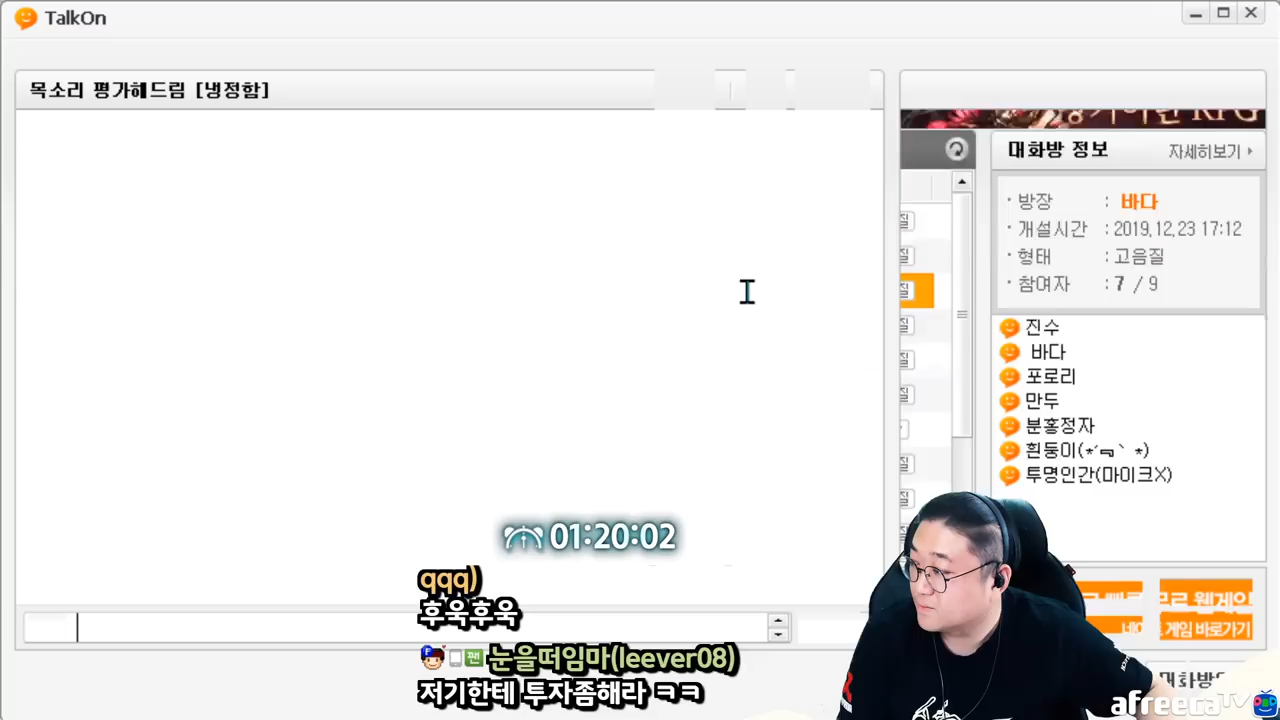 TalkOn
목소리 평가해드림 [냉정함]
대화방 정보
자세히보기
· 방장 : 바다
· 개설시간 : 2019,12,23 17:12
· 형태 : 고음질
· 참여자 : 7 / 9
진수
바다
포로리
만두
분홍정자
흰둥이(*´ㅋ` *)
투명인간(마이크X)
01:20:02
qqq)
후욱후욱
눈을떠임마(leever08)
저기한테 투자좀해라 ㅋㅋ
게임 바로가기
afreecaTV